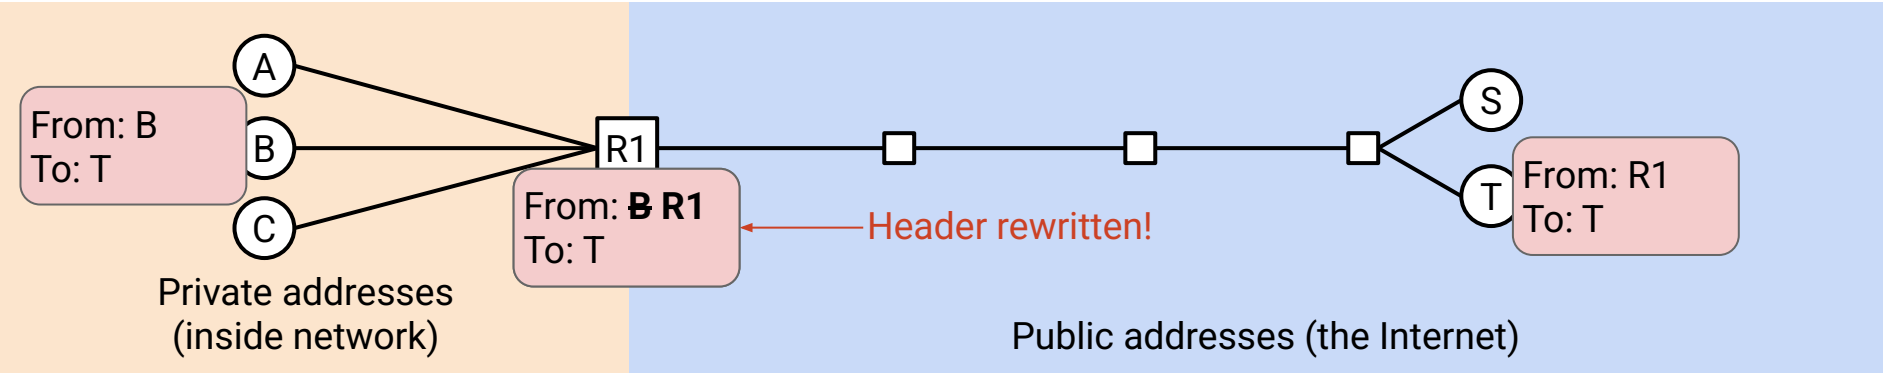 A
From: B
To: T
B
C
R1
From: B R1
To: T
Header rewritten!
S
T
From: R1
To: T
Private addresses
(inside network)
Public addresses (the Internet)